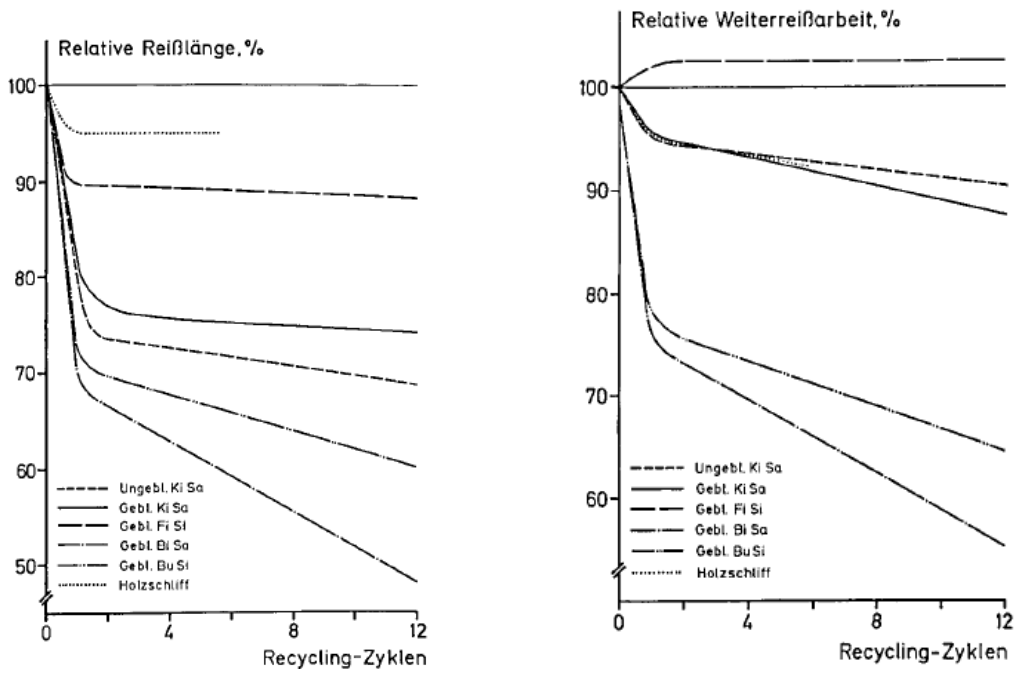 Relative Reißlänge,%
100
90
80
70
60
50
Ungebl. Ki Sa
Gebl. Ki Sa
Gebl. Fi Si
Gebl. Bi Sa
Gebl. Bu Si
Holzschliff
0
4
8
12
Recycling-Zyklen
Relative Weiterreißarbeit,%
100
90
80
70
60
Ungebl. Ki Sa
Gebl. Ki Sa
Gebl. Fi Si
Gebl. Bi Sa
Gebl. Bu Si
Holzschliff
0
4
8
12
Recycling-Zyklen